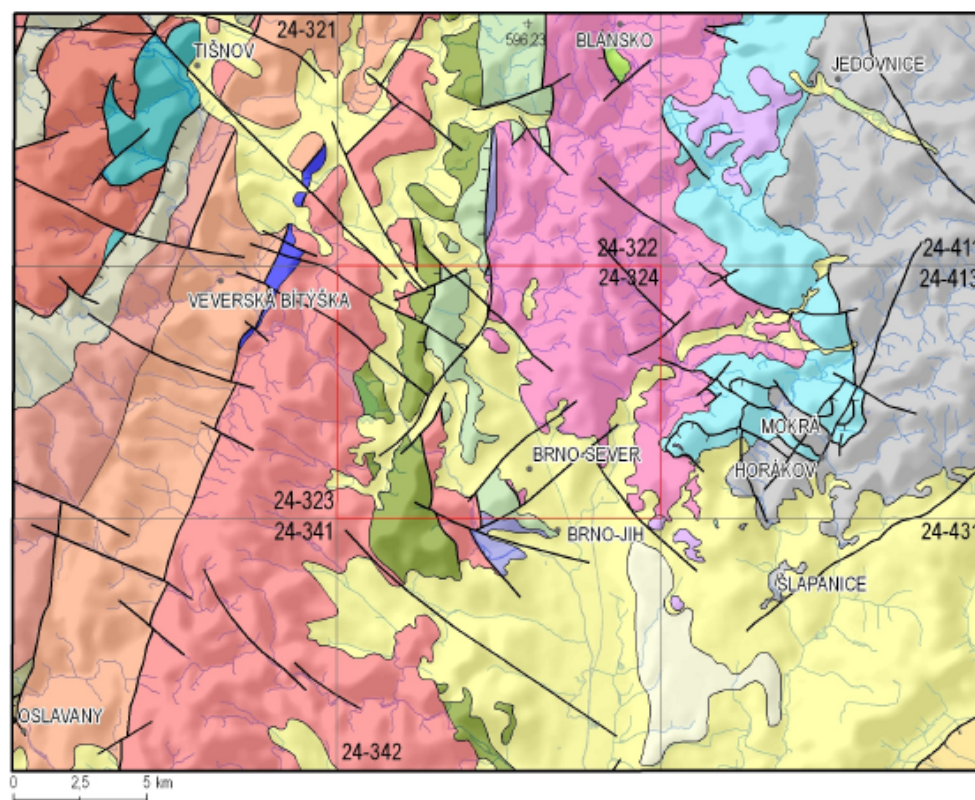 24-321
TIŠNOV
596,23
BLANSKO
JEDOVNICE
24-322
24-411
24-324
24-413
VEVERSKÁ BÍTÝŠKA
MOKRÁ
BRNO-SEVER
HORÁKOV
24-323
24-341
BRNO-JIH
24-431
ŠLAPANICE
OSLAVANY
24-342
0 2,5 5 km